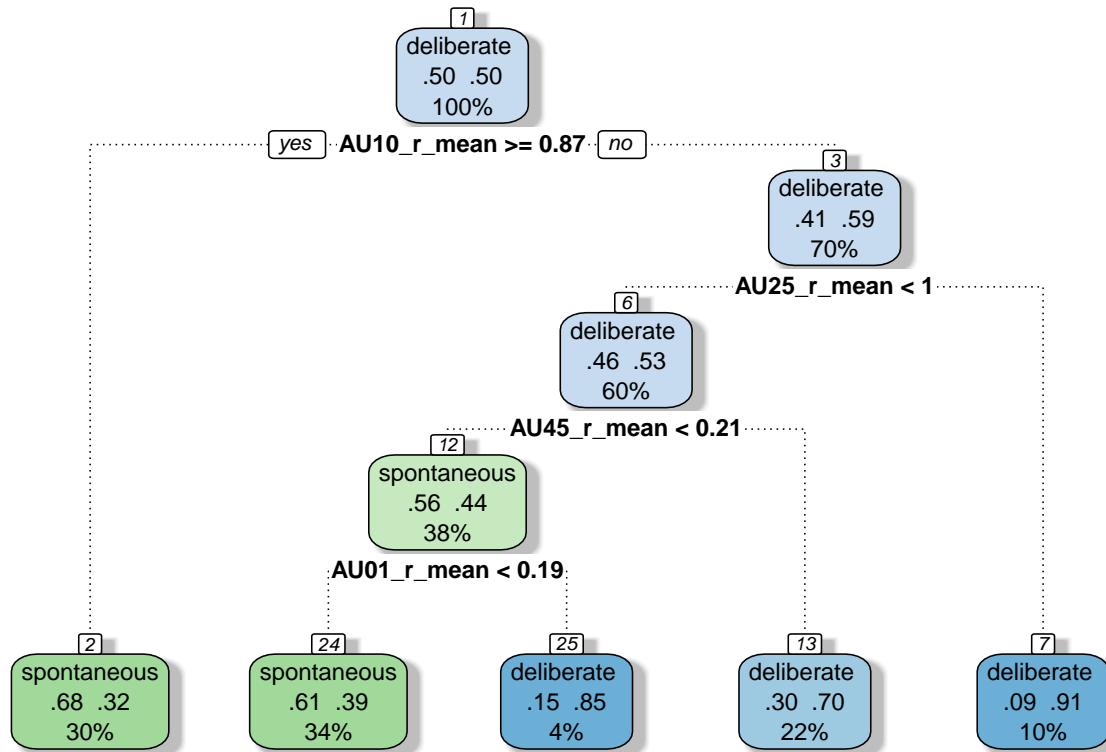 1
deliberate
.50 .50
100%
yes AU10_r_mean >= 0.87 no
3
deliberate
.41 .59
70%
AU25_r_mean < 1
6
deliberate
.46 .53
60%
AU45_r_mean < 0.21
12
spontaneous
.56 .44
38%
AU01_r_mean < 0.19
2
spontaneous
.68 .32
30%
24
spontaneous
.61 .39
34%
25
deliberate
.15 .85
4%
13
deliberate
.30 .70
22%
7
deliberate
.09 .91
10%